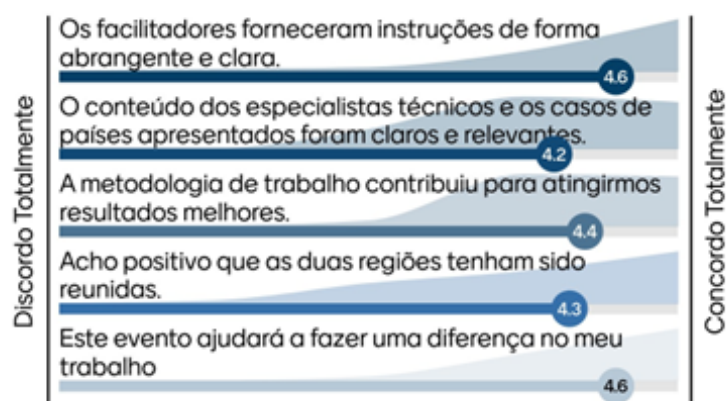 Discordo Totalmente
Os facilitadores forneceram instruções de forma
abrangente e clara.
4.6
O conteúdo dos especialistas técnicos e os casos de
países apresentados foram claros e relevantes.
4.2
A metodologia de trabalho contribuiu para atingirmos
resultados melhores.
4.4
Acho positivo que as duas regiões tenham sido
reunidas.
4.3
Este evento ajudará a fazer uma diferença no meu
trabalho
4.6
Concordo Totalmente